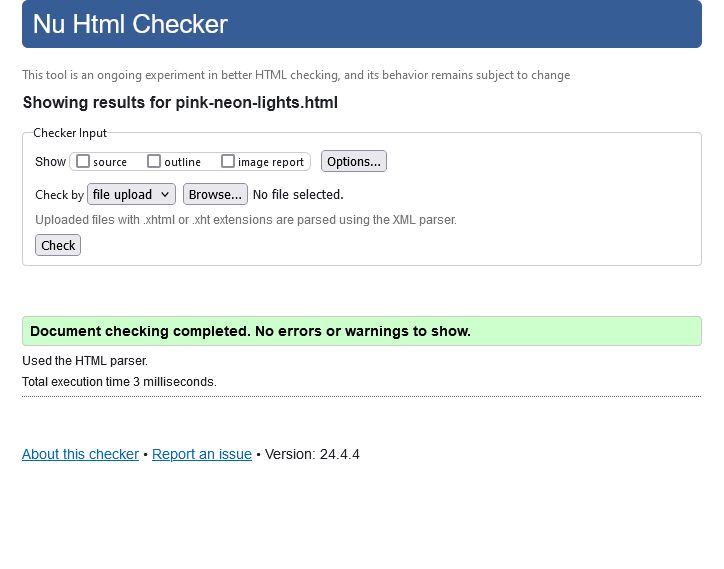 Nu Html Checker
This tool is an ongoing experiment in better HTML checking, and its behavior remains subject to change
Showing results for pink-neon-lights.html
Checker Input
Show source outline image report Options...
Check by file upload Browse... No file selected.
Uploaded files with .xhtml or .xht extensions are parsed using the XML parser.
Check
Document checking completed. No errors or warnings to show.
Used the HTML parser.
Total execution time 3 milliseconds.
About this checker • Report an issue • Version: 24.4.4